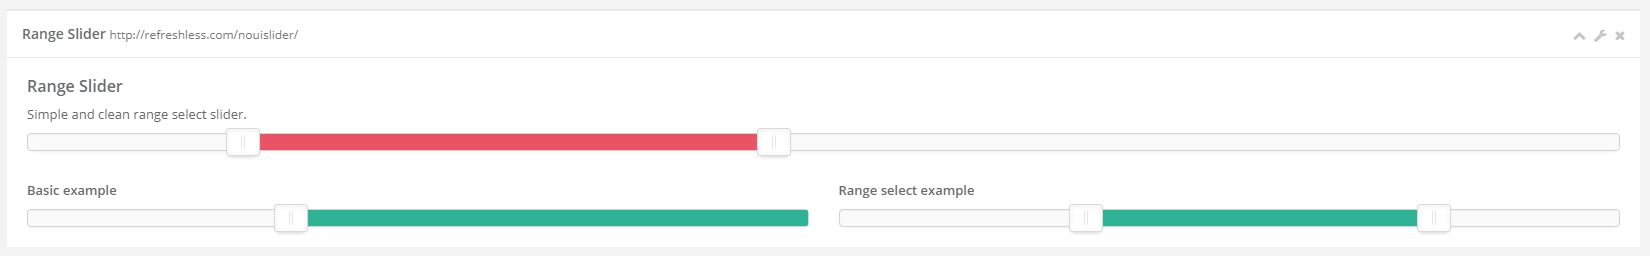 Range Slider http://refreshless.com/nouislider/
Range Slider
Simple and clean range select slider.
Basic example
Range select example